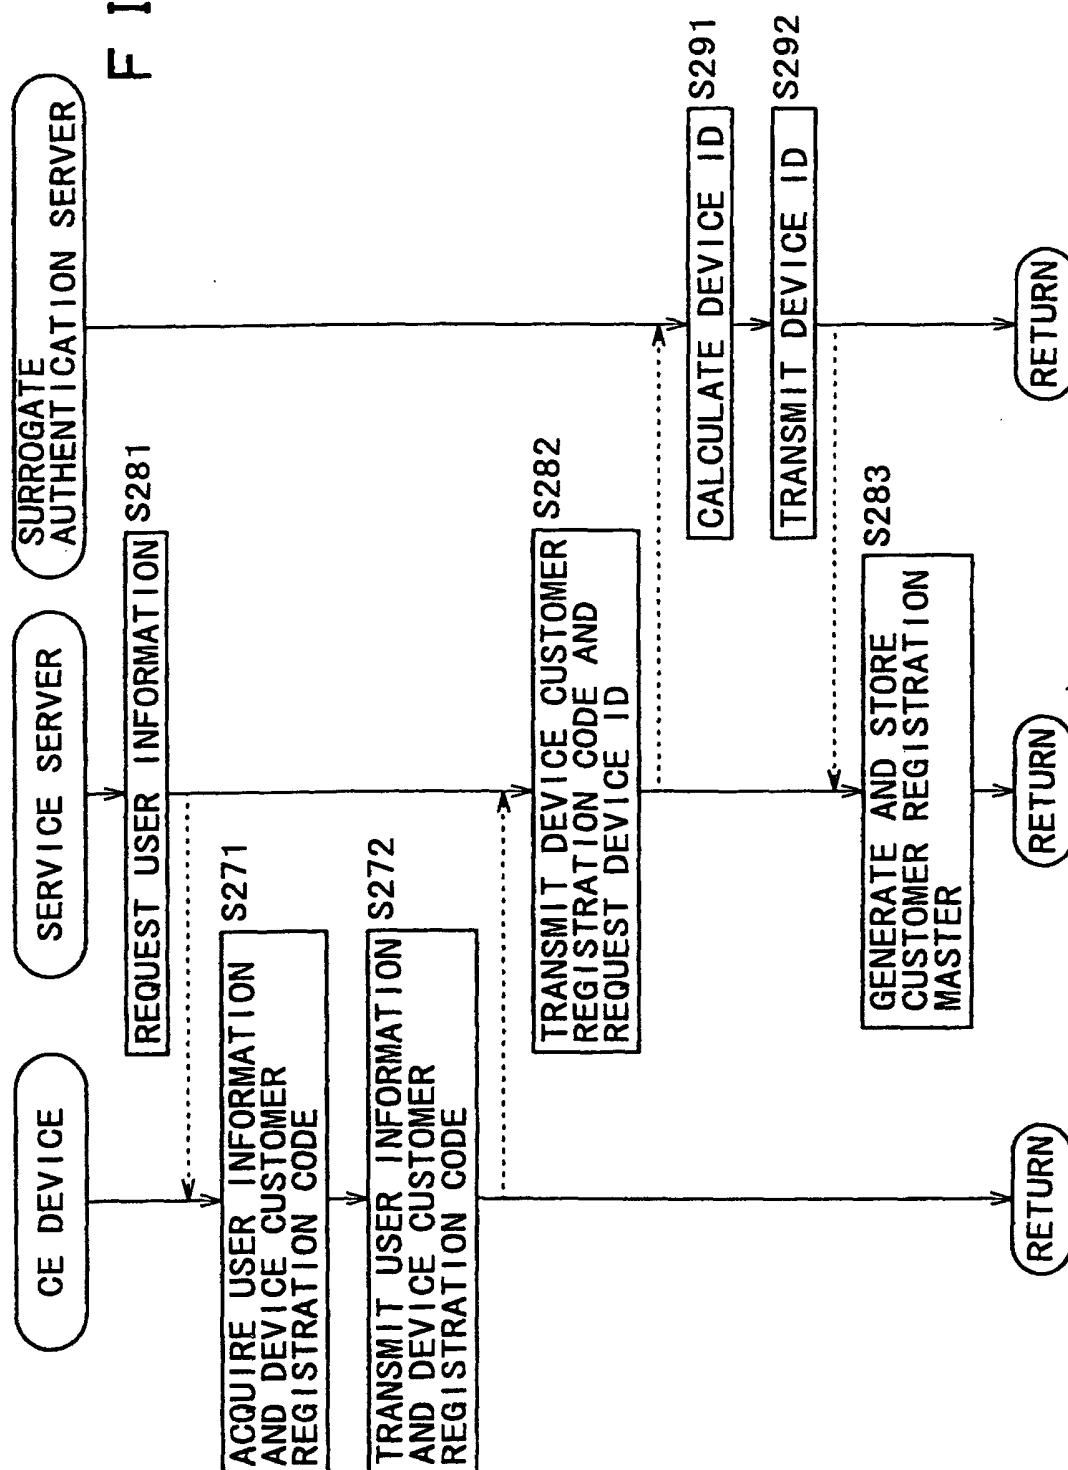 F I
CE DEVICE
SERVICE SERVER
SURROGATE
AUTHENTICATION SERVER
REQUEST USER INFORMATION
S281
ACQUIRE USER INFORMATION
AND DEVICE CUSTOMER
REGISTRATION CODE
S271
TRANSMIT USER INFORMATION
AND DEVICE CUSTOMER
REGISTRATION CODE
S272
TRANSMIT DEVICE CUSTOMER
REGISTRATION CODE AND
REQUEST DEVICE ID
S282
CALCULATE DEVICE ID
S291
TRANSMIT DEVICE ID
S292
GENERATE AND STORE
CUSTOMER REGISTRATION
MASTER
S283
RETURN
RETURN
RETURN